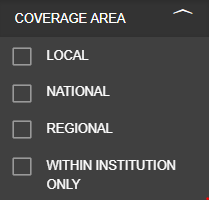 COVERAGE AREA
LOCAL
NATIONAL
REGIONAL
WITHIN INSTITUTION
ONLY